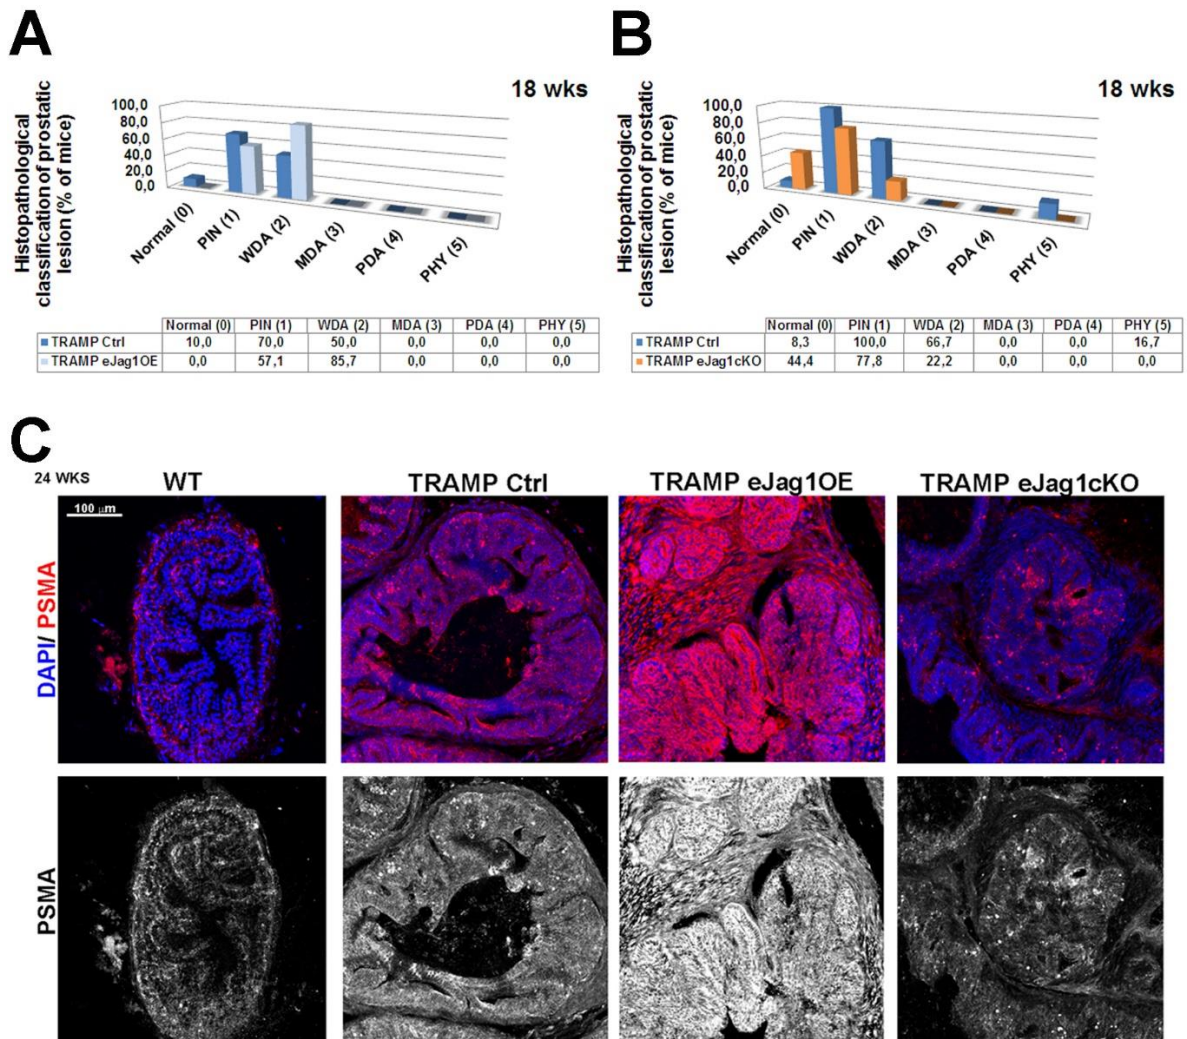 A
18 wks
Histopathological
classification of prostatic
lesion (% of mice)
100,0
80,0
60,0
40,0
20,0
0,0
Normal (0)
PIN (1)
WDA (2)
MDA (3)
PDA (4)
PHY (5)
Normal (0) PIN (1) WDA (2) MDA (3) PDA (4) PHY (5)
TRAMP Ctrl 10,0 70,0 50,0 0,0 0,0 0,0
TRAMP eJag1OE 0,0 57,1 85,7 0,0 0,0 0,0
B
18 wks
Histopathological
classification of prostatic
lesion (% of mice)
100,0
80,0
60,0
40,0
20,0
0,0
Normal (0)
PIN (1)
WDA (2)
MDA (3)
PDA (4)
PHY (5)
Normal (0) PIN (1) WDA (2) MDA (3) PDA (4) PHY (5)
TRAMP Ctrl 8,3 100,0 66,7 0,0 0,0 16,7
TRAMP eJag1cKO 44,4 77,8 22,2 0,0 0,0 0,0
C
24 WKS WT TRAMP Ctrl TRAMP eJag1OE TRAMP eJag1cKO
100 μm
DAPI/ PSMA
PSMA